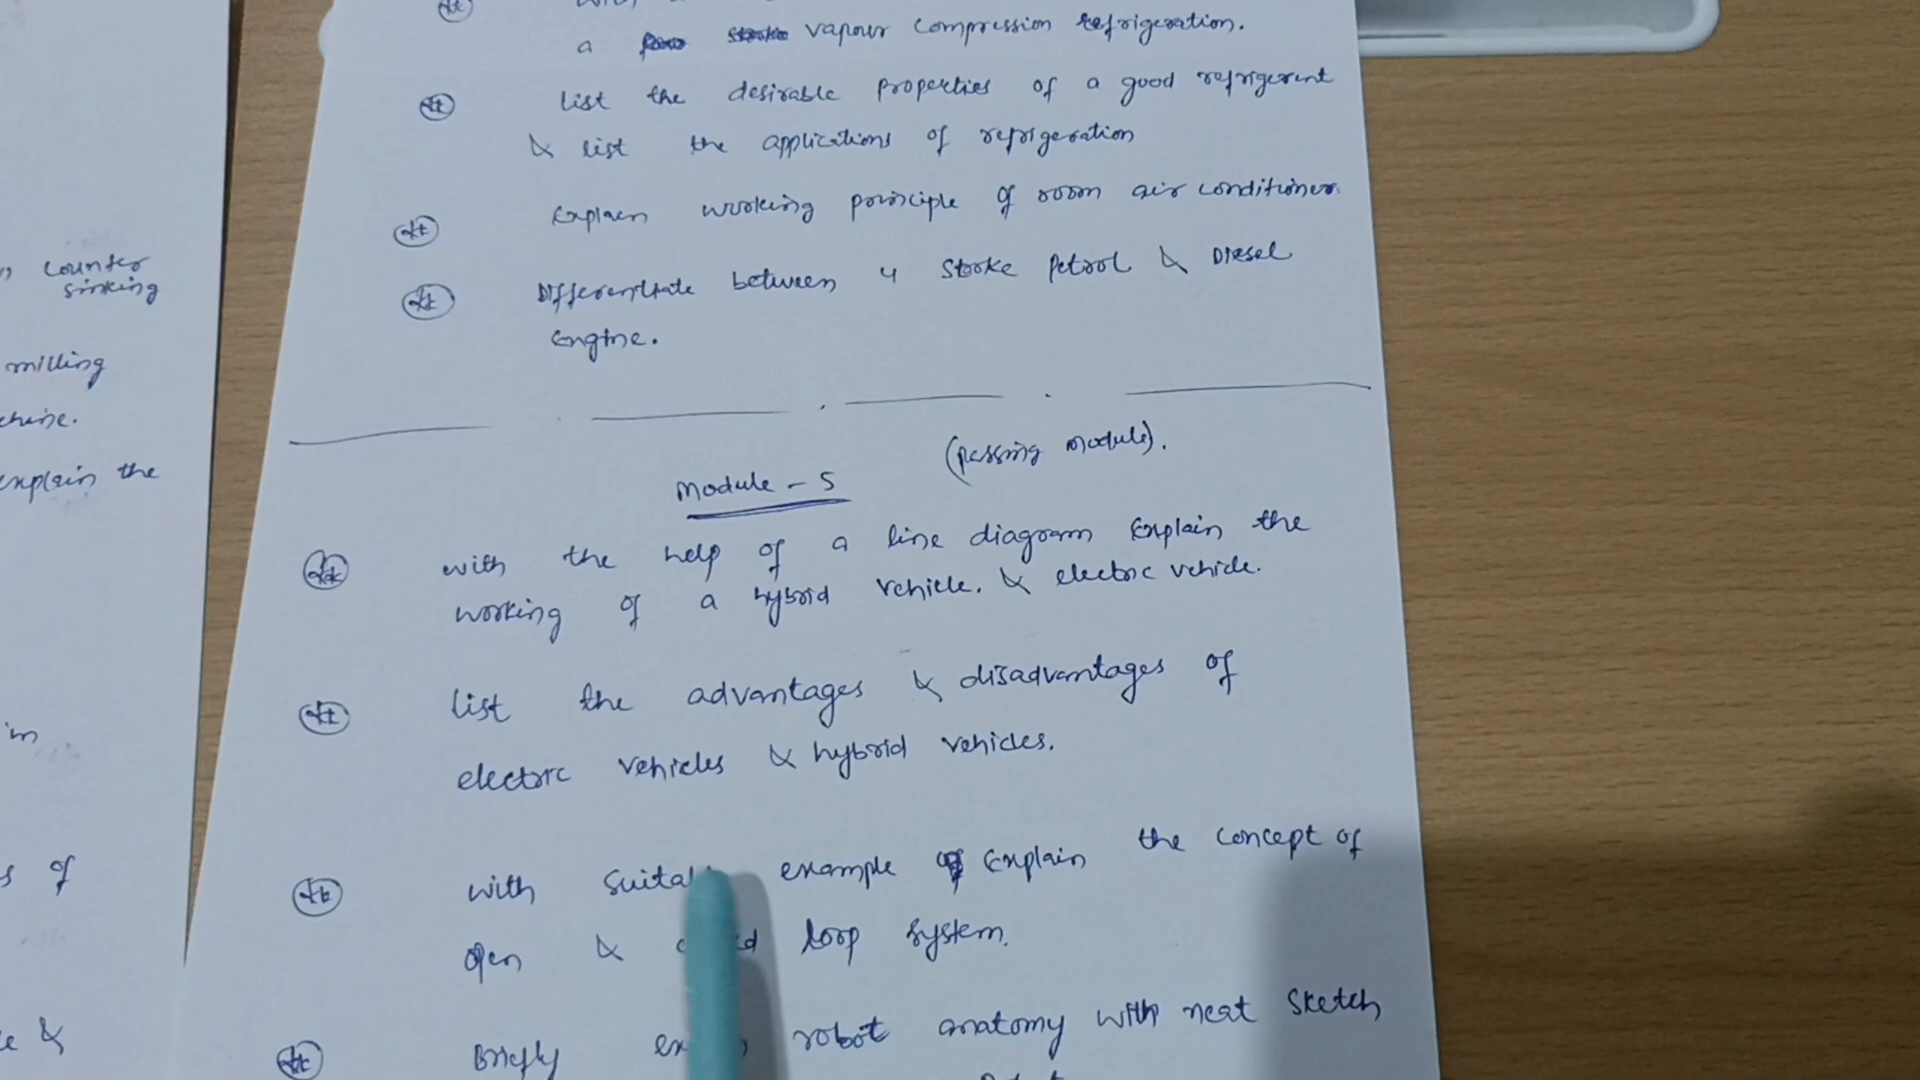 a vapour compression refrigeration.
List the desirable properties of a good refrigerent
& list the applications of refrigeration
Explain working principle of room air conditioner.
Differentiate between 4 stroke petrol & Diesel
Engine.
Module - 5 (passing module).
with the help of a line diagram Explain the
working of a hybrid vehicle. & electric vehicle.
List the advantages & disadvantages of
electric vehicles & hybrid vehicles.
with example Explain the concept of
open & loop system.
Briefly robot anatomy with neat sketch
counter
sinking
milling
explain the
in
of
&